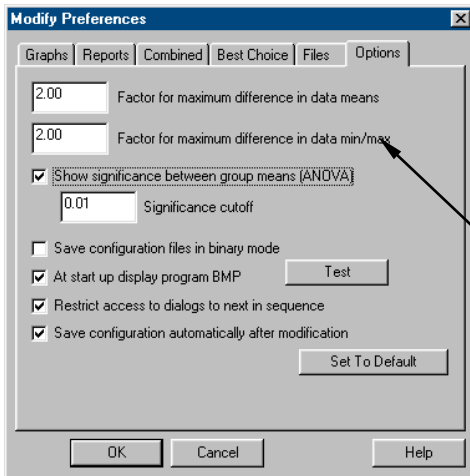 Modify Preferences
Graphs Reports Combined Best Choice Files Options
2.00 Factor for maximum difference in data means
2.00 Factor for maximum difference in data min/max
Show significance between group means (ANOVA)
0.01 Significance cutoff
Save configuration files in binary mode
At start up display program BMP Test
Restrict access to dialogs to next in sequence
Save configuration automatically after modification
Set To Default
OK Cancel Help